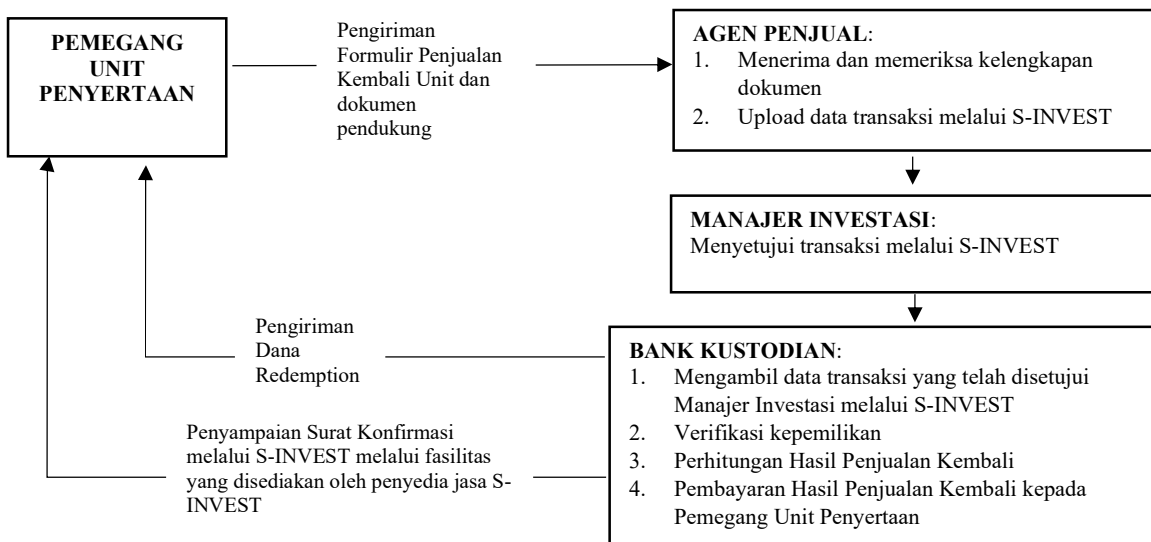 PEMEGANG
UNIT
PENYERTAAN
Pengiriman
Formulir Penjualan
Kembali Unit dan
dokumen
pendukung
AGEN PENJUAL:
1. Menerima dan memeriksa kelengkapan
dokumen
2. Upload data transaksi melalui S-INVEST
MANAJER INVESTASI:
Menyetujui transaksi melalui S-INVEST
BANK KUSTODIAN:
1. Mengambil data transaksi yang telah disetujui
Manajer Investasi melalui S-INVEST
2. Verifikasi kepemilikan
3. Perhitungan Hasil Penjualan Kembali
4. Pembayaran Hasil Penjualan Kembali kepada
Pemegang Unit Penyertaan
Pengiriman
Dana
Redemption
Penyampaian Surat Konfirmasi
melalui S-INVEST melalui fasilitas
yang disediakan oleh penyedia jasa S-
INVEST